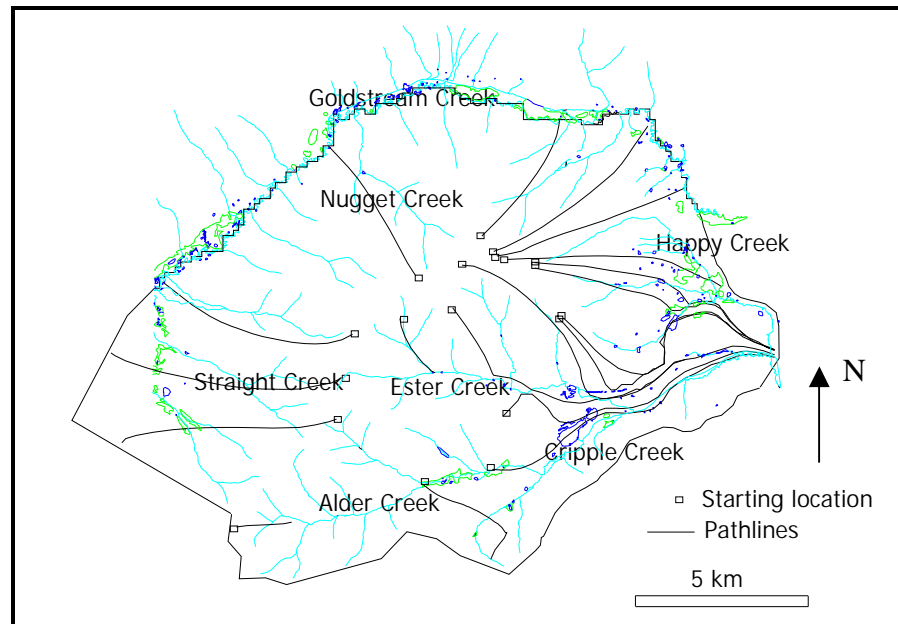 Goldstream Creek
Nugget Creek
Happy Creek
Straight Creek
Ester Creek
N
Cripple Creek
Alder Creek
Starting location
Pathlines
5 km